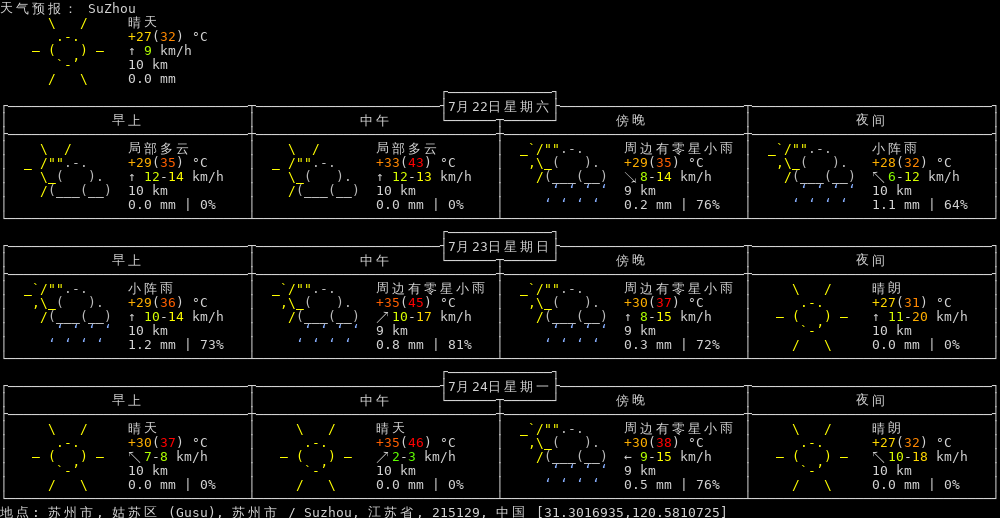 天气预报: SuZhou
晴天
+27(32) °C
↑ 9 km/h
10 km
0.0 mm
7月22日星期六
早上 中午 傍晚 夜间
局部多云 局部多云 周边有零星小雨 小阵雨
+29(35) °C +33(43) °C +29(35) °C +28(32) °C
↑ 12-14 km/h ↑ 12-13 km/h ↘ 8-14 km/h ↖ 6-12 km/h
10 km 10 km 9 km 10 km
0.0 mm | 0% 0.0 mm | 0% 0.2 mm | 76% 1.1 mm | 64%
7月23日星期日
早上 中午 傍晚 夜间
小阵雨 周边有零星小雨 周边有零星小雨 晴朗
+29(36) °C +35(45) °C +30(37) °C +27(31) °C
↑ 10-14 km/h ↗ 10-17 km/h ↑ 8-15 km/h ↑ 11-20 km/h
10 km 9 km 9 km 10 km
1.2 mm | 73% 0.8 mm | 81% 0.3 mm | 72% 0.0 mm | 0%
7月24日星期一
早上 中午 傍晚 夜间
晴天 晴天 周边有零星小雨 晴朗
+30(37) °C +35(46) °C +30(38) °C +27(32) °C
↖ 7-8 km/h ↗ 2-3 km/h ← 9-15 km/h ↖ 10-18 km/h
10 km 10 km 9 km 10 km
0.0 mm | 0% 0.0 mm | 0% 0.5 mm | 76% 0.0 mm | 0%
地点: 苏州市, 姑苏区 (Gusu), 苏州市 / Suzhou, 江苏省, 215129, 中国 [31.3016935,120.5810725]